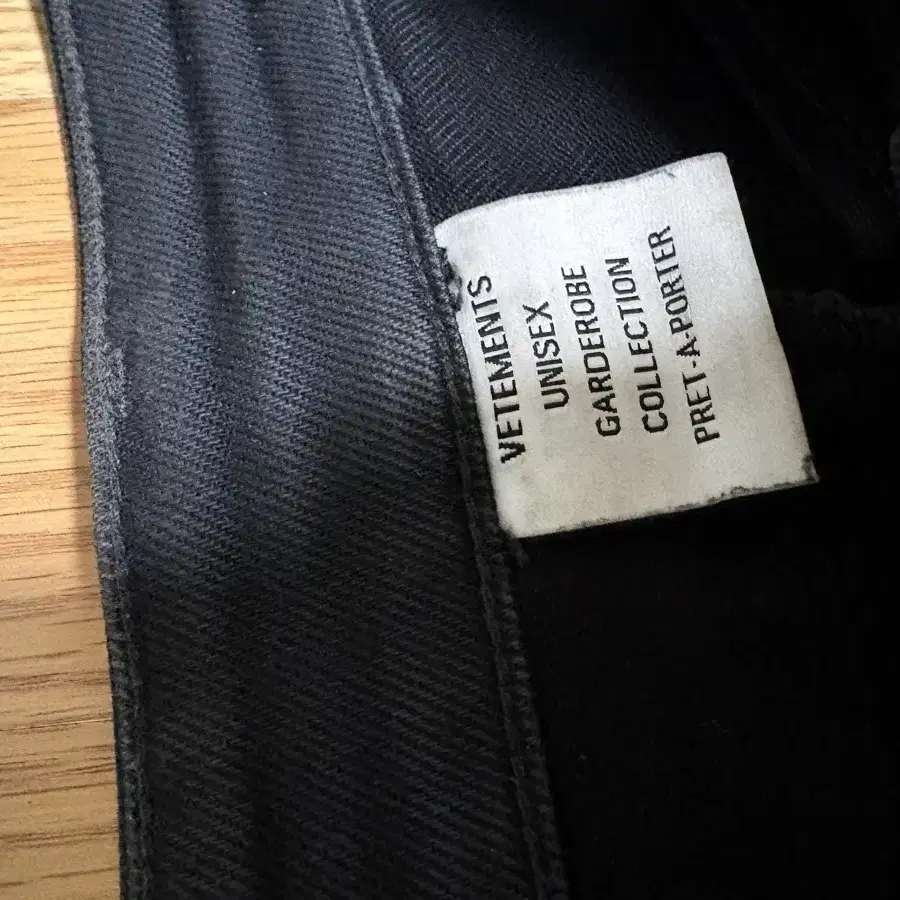 VETEMENTS
UNISEX
GARDEROBE
COLLECTION
PRET-A-PORTER